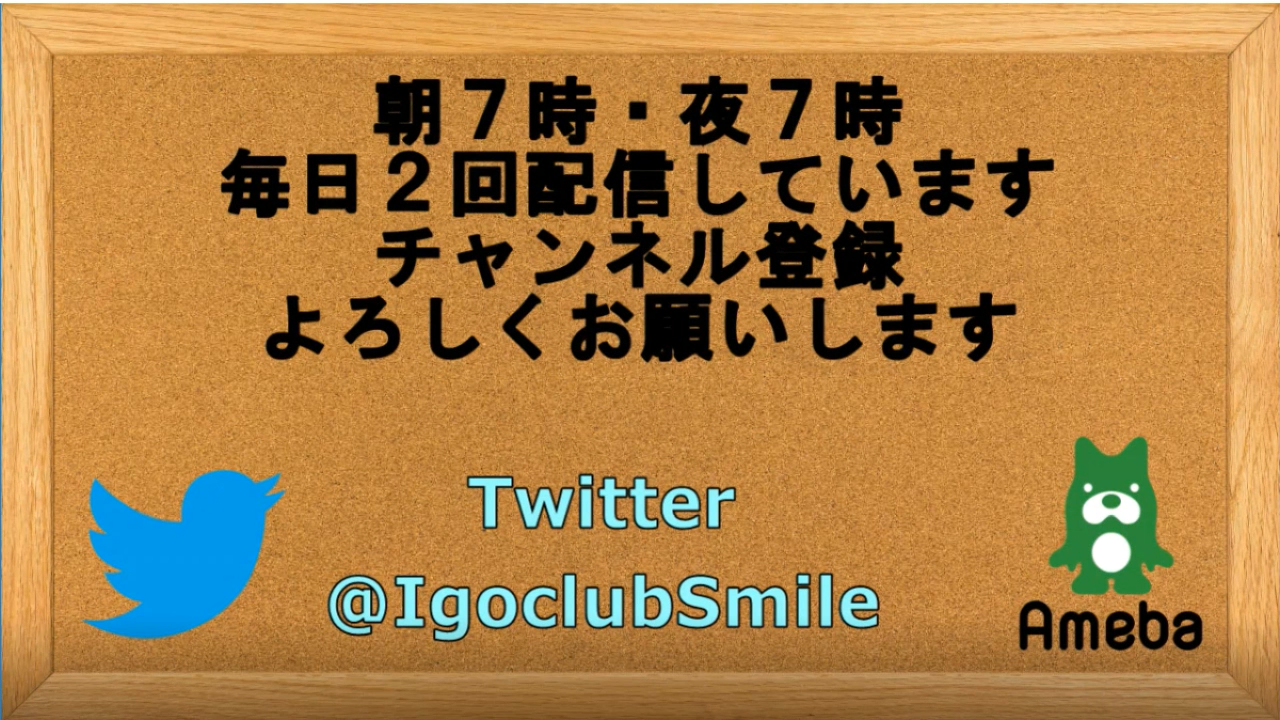 朝７時・夜７時
毎日２回配信しています
チャンネル登録
よろしくお願いします
Twitter
@IgoclubSmile
Ameba